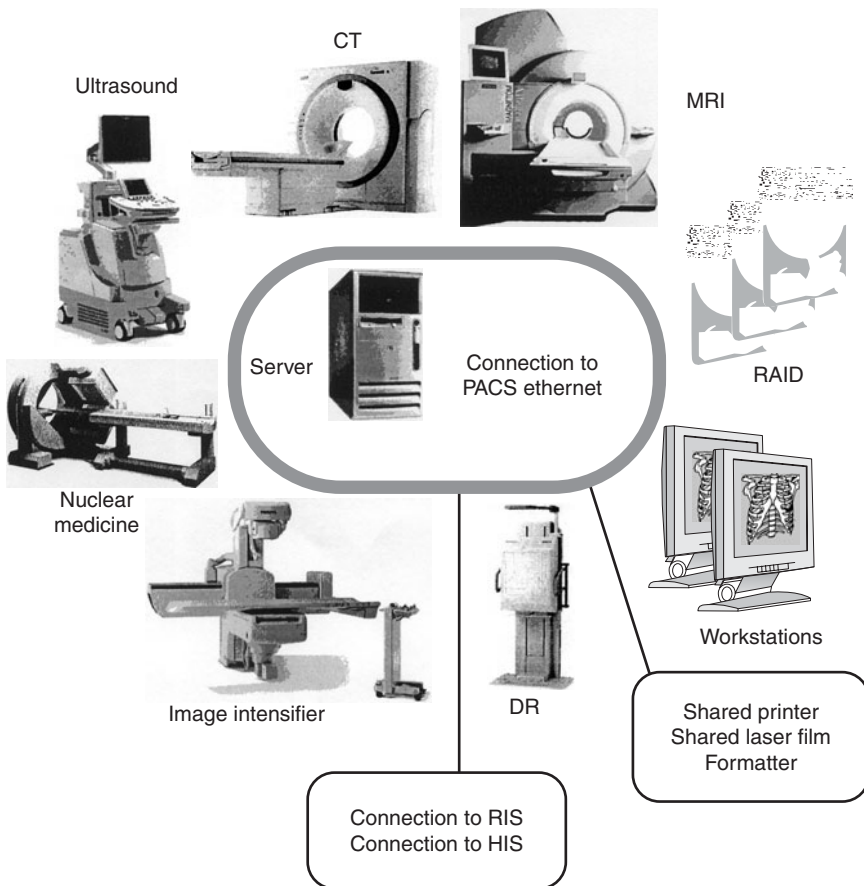 CT
Ultrasound
MRI
Server
Connection to
PACS ethernet
RAID
Nuclear
medicine
Workstations
Image intensifier
DR
Shared printer
Shared laser film
Formatter
Connection to RIS
Connection to HIS